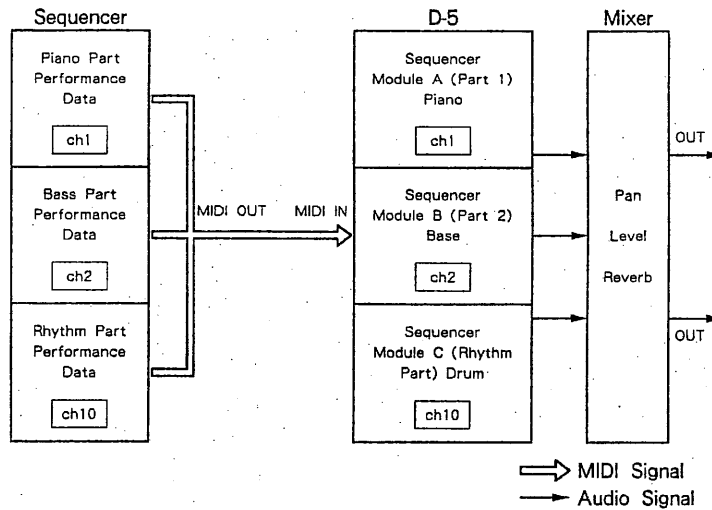 Sequencer
Piano Part
Performance
Data
ch1
Bass Part
Performance
Data
ch2
Rhythm Part
Performance
Data
ch10
MIDI OUT
MIDI IN
D-5
Sequencer
Module A (Part 1)
Piano
ch1
Sequencer
Module B (Part 2)
Base
ch2
Sequencer
Module C (Rhythm
Part) Drum
ch10
Mixer
Pan
Level
Reverb
OUT
OUT
MIDI Signal
Audio Signal